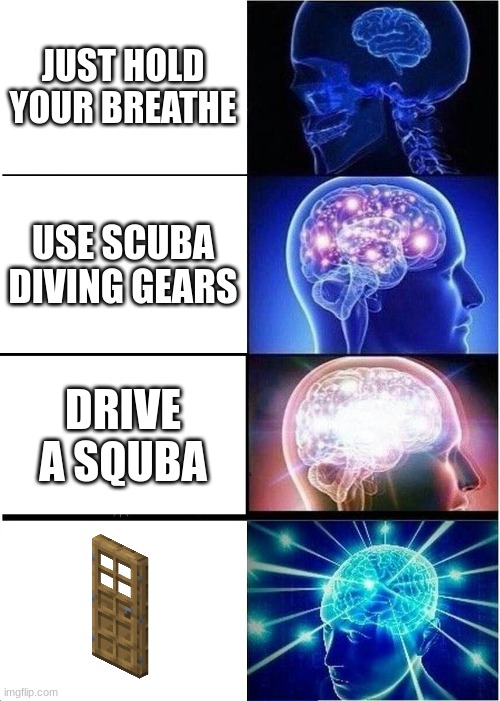 JUST HOLD
YOUR BREATHE
USE SCUBA
DIVING GEARS
DRIVE
A SQUBA
imgflip.com